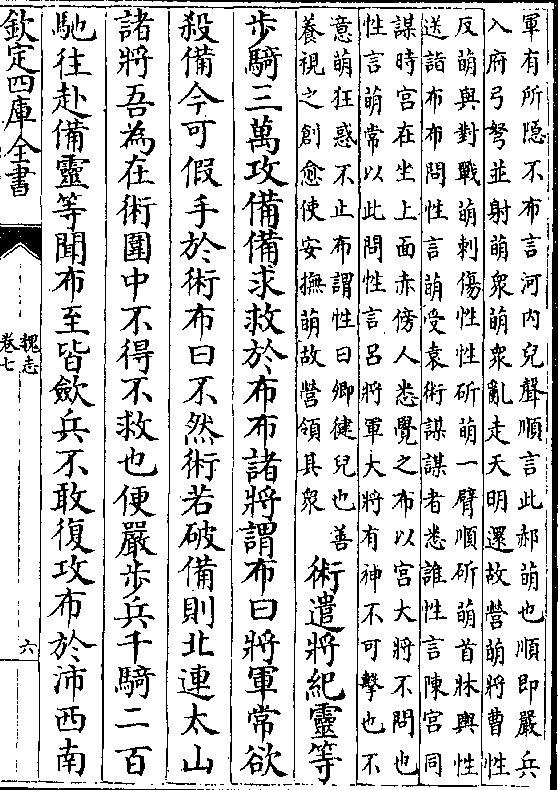 軍有所隱不布言河內兒聲順言此郝萌也順即嚴兵
入府弓弩並射萌衆萌衆亂走天明還故營萌將曹性
反萌與對戰萌刺傷性性斫萌一臂順斫萌首牀輿性
送詣布布問性言萌受袁術謀謀者悉誰性言陳宮同
謀時宮在坐上面赤傍人悉覺之布以宮大將不問也
性言萌常以此問性言呂將軍大將有神不可擊也不
意萌狂惑不止布謂性曰卿健兒也善
養視之創愈使安撫萌故營領其衆
術遣將紀靈等
步騎三萬攻備備求救於布布諸將謂布曰將軍常欲
殺備今可假手於術布曰不然術若破備則北連太山
諸將吾為在術圍中不得不救也便嚴步兵千騎二百
馳往赴備靈等聞布至皆斂兵不敢復攻布於沛西南
欽定四庫全書
魏志
卷七
六